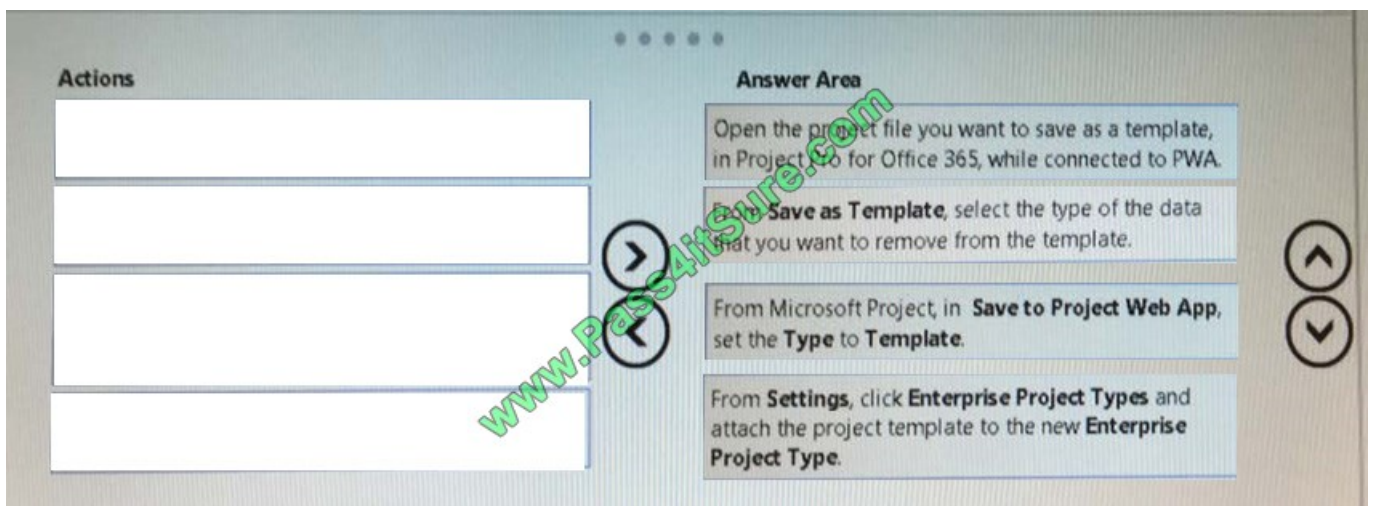 Actions
Answer Area
Open the project file you want to save as a template,
in Project Pro for Office 365, while connected to PWA.
From Save as Template, select the type of the data
that you want to remove from the template.
From Microsoft Project, in Save to Project Web App,
set the Type to Template.
From Settings, click Enterprise Project Types and
attach the project template to the new Enterprise
Project Type.
www.Pass4itSure.com